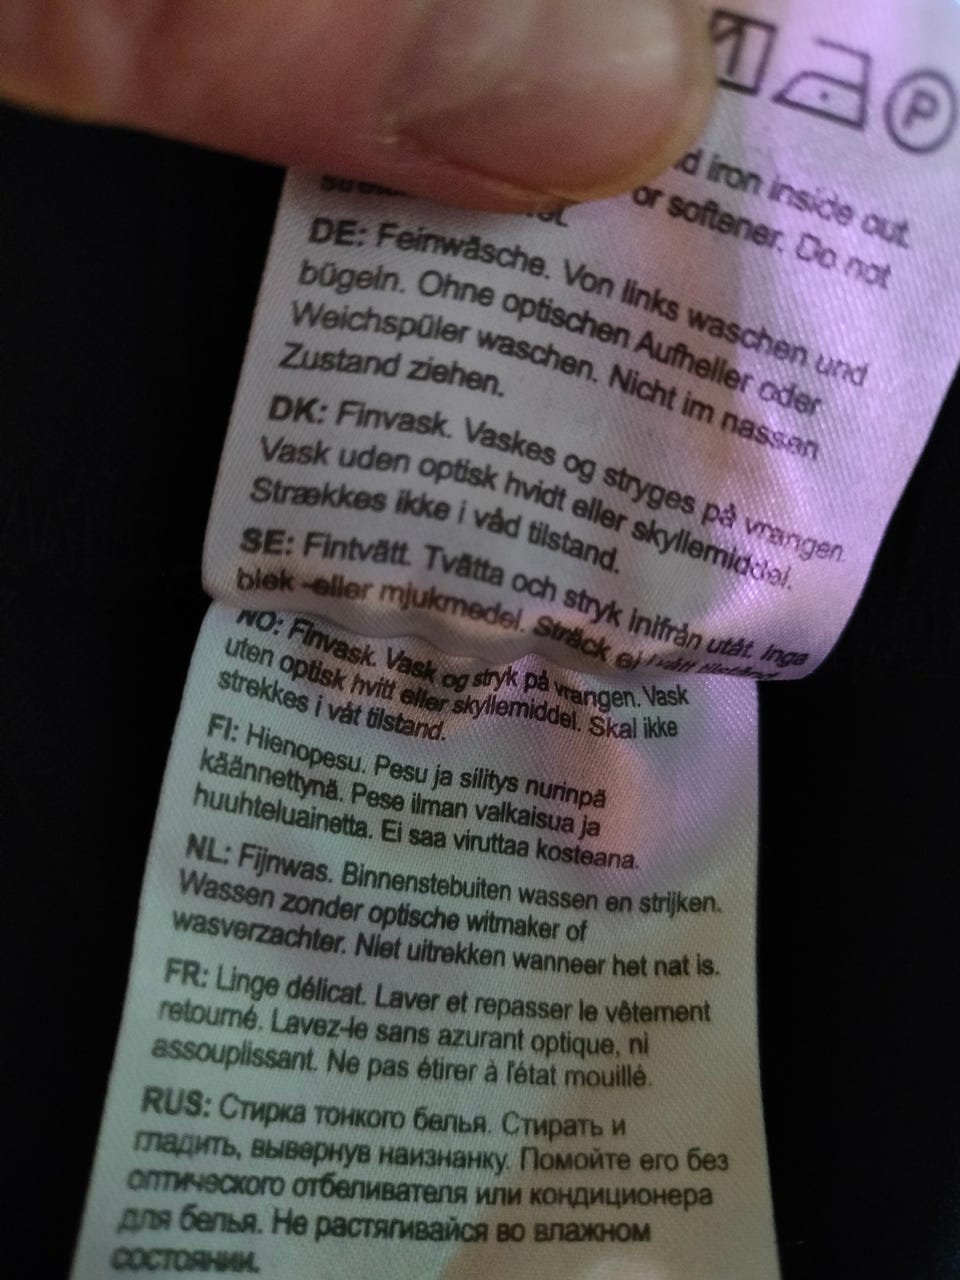 P
iron inside out.
or softener. Do not
DE: Feinwäsche. Von links waschen und
bügeln. Ohne optischen Aufheller oder
Weichspüler waschen. Nicht im nassen
Zustand ziehen.
DK: Finvask. Vaskes og stryges på vrangen.
Vask uden optisk hvidt eller skyllemiddel.
Strækkes ikke i våd tilstand.
SE: Fintvätt. Tvätta och stryk inifrån utåt. Inga
blek -eller mjukmedel. Sträck ej i vått tillstånd.
NO: Finvask. Vask og stryk på vrangen. Vask
uten optisk hvitt eller skyllemiddel. Skal ikke
strekkes i våt tilstand.
FI: Hienopesu. Pesu ja silitys nurinpä
käännettynä. Pese ilman valkaisua ja
huuhteluainetta. Ei saa viruttaa kosteana.
NL: Fijnwas. Binnenstebuiten wassen en strijken.
Wassen zonder optische witmaker of
wasverzachter. Niet uitrekken wanneer het nat is.
FR: Linge délicat. Laver et repasser le vêtement
retourné. Lavez-le sans azurant optique, ni
assouplissant. Ne pas étirer à l'état mouillé.
RUS: Стирка тонкого белья. Стирать и
гладить, вывернув наизнанку. Помойте его без
оптического отбеливателя или кондиционера
для белья. Не растягивайся во влажном
состоянии.